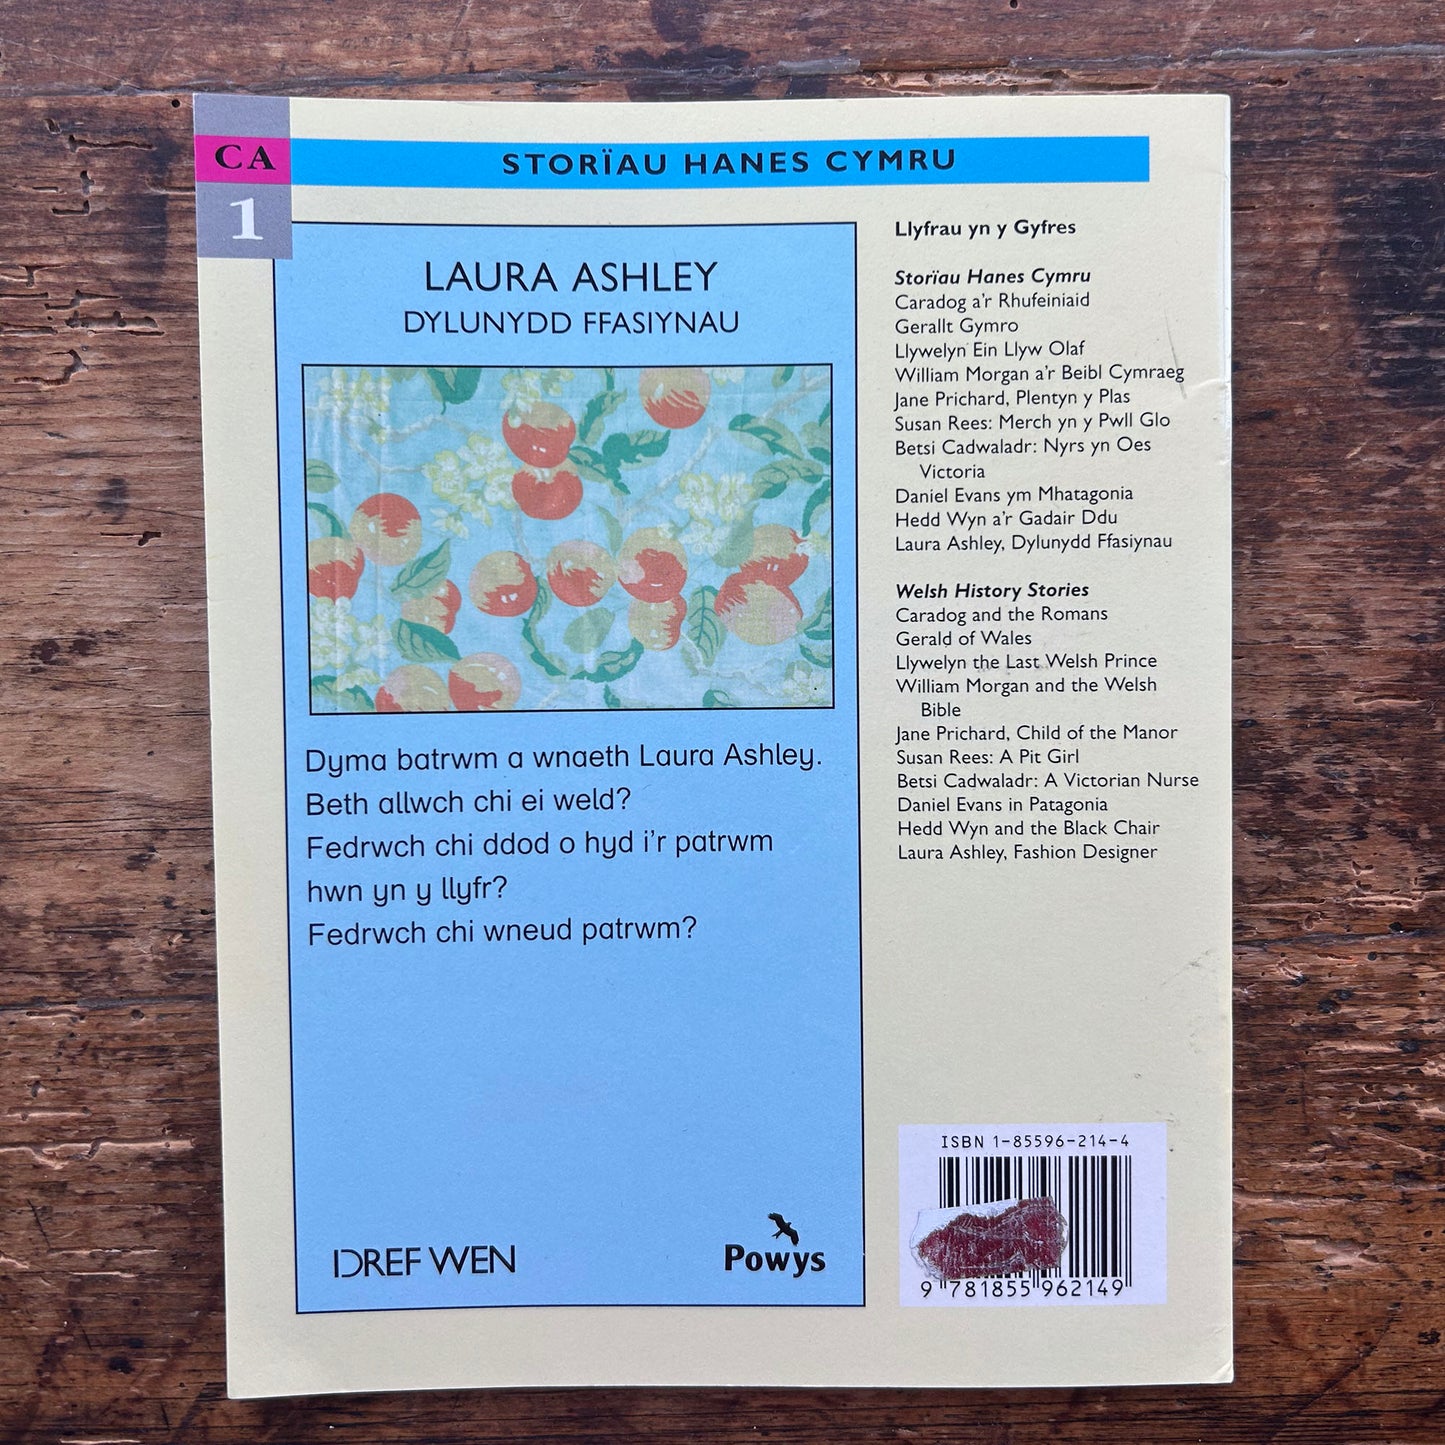 CA
1
STORÏAU HANES CYMRU
LAURA ASHLEY
DYLUNYDD FFASIYNAU
Dyma batrwm a wnaeth Laura Ashley.
Beth allwch chi ei weld?
Fedrwch chi ddod o hyd i'r patrwm
hwn yn y llyfr?
Fedrwch chi wneud patrwm?
DREF WEN
Powys
Llyfrau yn y Gyfres
Storïau Hanes Cymru
Caradog a'r Rhufeiniaid
Gerallt Gymro
Llywelyn Ein Llyw Olaf
William Morgan a'r Beibl Cymraeg
Jane Prichard, Plentyn y Plas
Susan Rees: Merch yn y Pwll Glo
Betsi Cadwaladr: Nyrs yn Oes
Victoria
Daniel Evans ym Mhatagonia
Hedd Wyn a'r Gadair Ddu
Laura Ashley, Dylunydd Ffasiynau
Welsh History Stories
Caradog and the Romans
Gerald of Wales
Llywelyn the Last Welsh Prince
William Morgan and the Welsh
Bible
Jane Prichard, Child of the Manor
Susan Rees: A Pit Girl
Betsi Cadwaladr: A Victorian Nurse
Daniel Evans in Patagonia
Hedd Wyn and the Black Chair
Laura Ashley, Fashion Designer
ISBN 1-85596-214-4
9 781855 962149